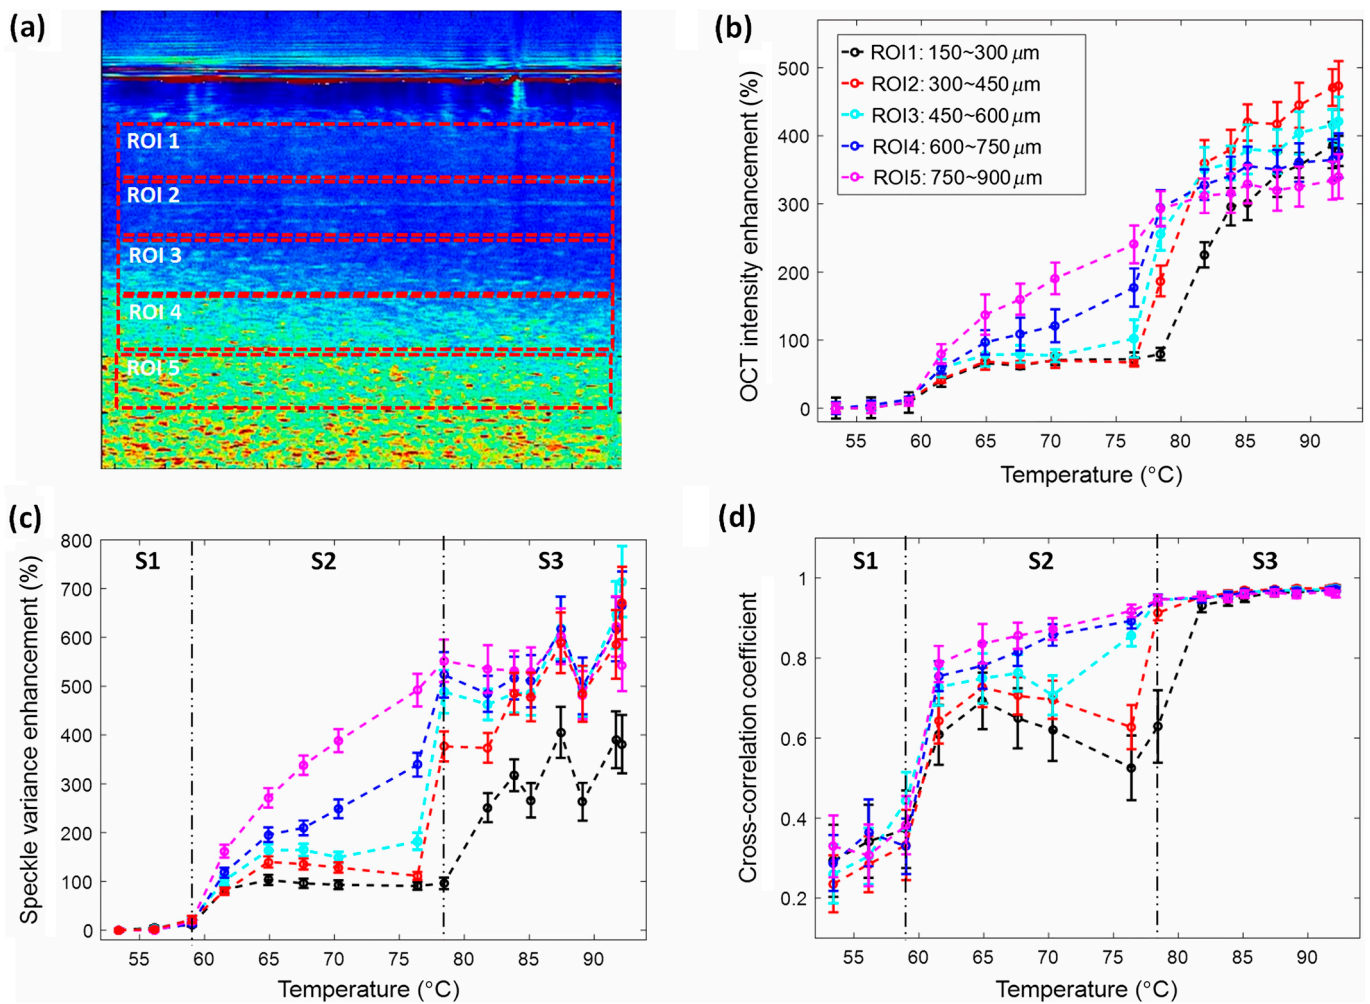 (a)
ROI 1
ROI 2
ROI 3
ROI 4
ROI 5
(b)
OCT intensity enhancement (%)
500
400
300
200
100
0
ROI1: 150~300 μm
ROI2: 300~450 μm
ROI3: 450~600 μm
ROI4: 600~750 μm
ROI5: 750~900 μm
55 60 65 70 75 80 85 90
Temperature (°C)
(c)
Speckle variance enhancement (%)
800
700
600
500
400
300
200
100
0
S1 S2 S3
55 60 65 70 75 80 85 90
Temperature (°C)
(d)
Cross-correlation coefficient
1
0.8
0.6
0.4
0.2
S1 S2 S3
55 60 65 70 75 80 85 90
Temperature (°C)